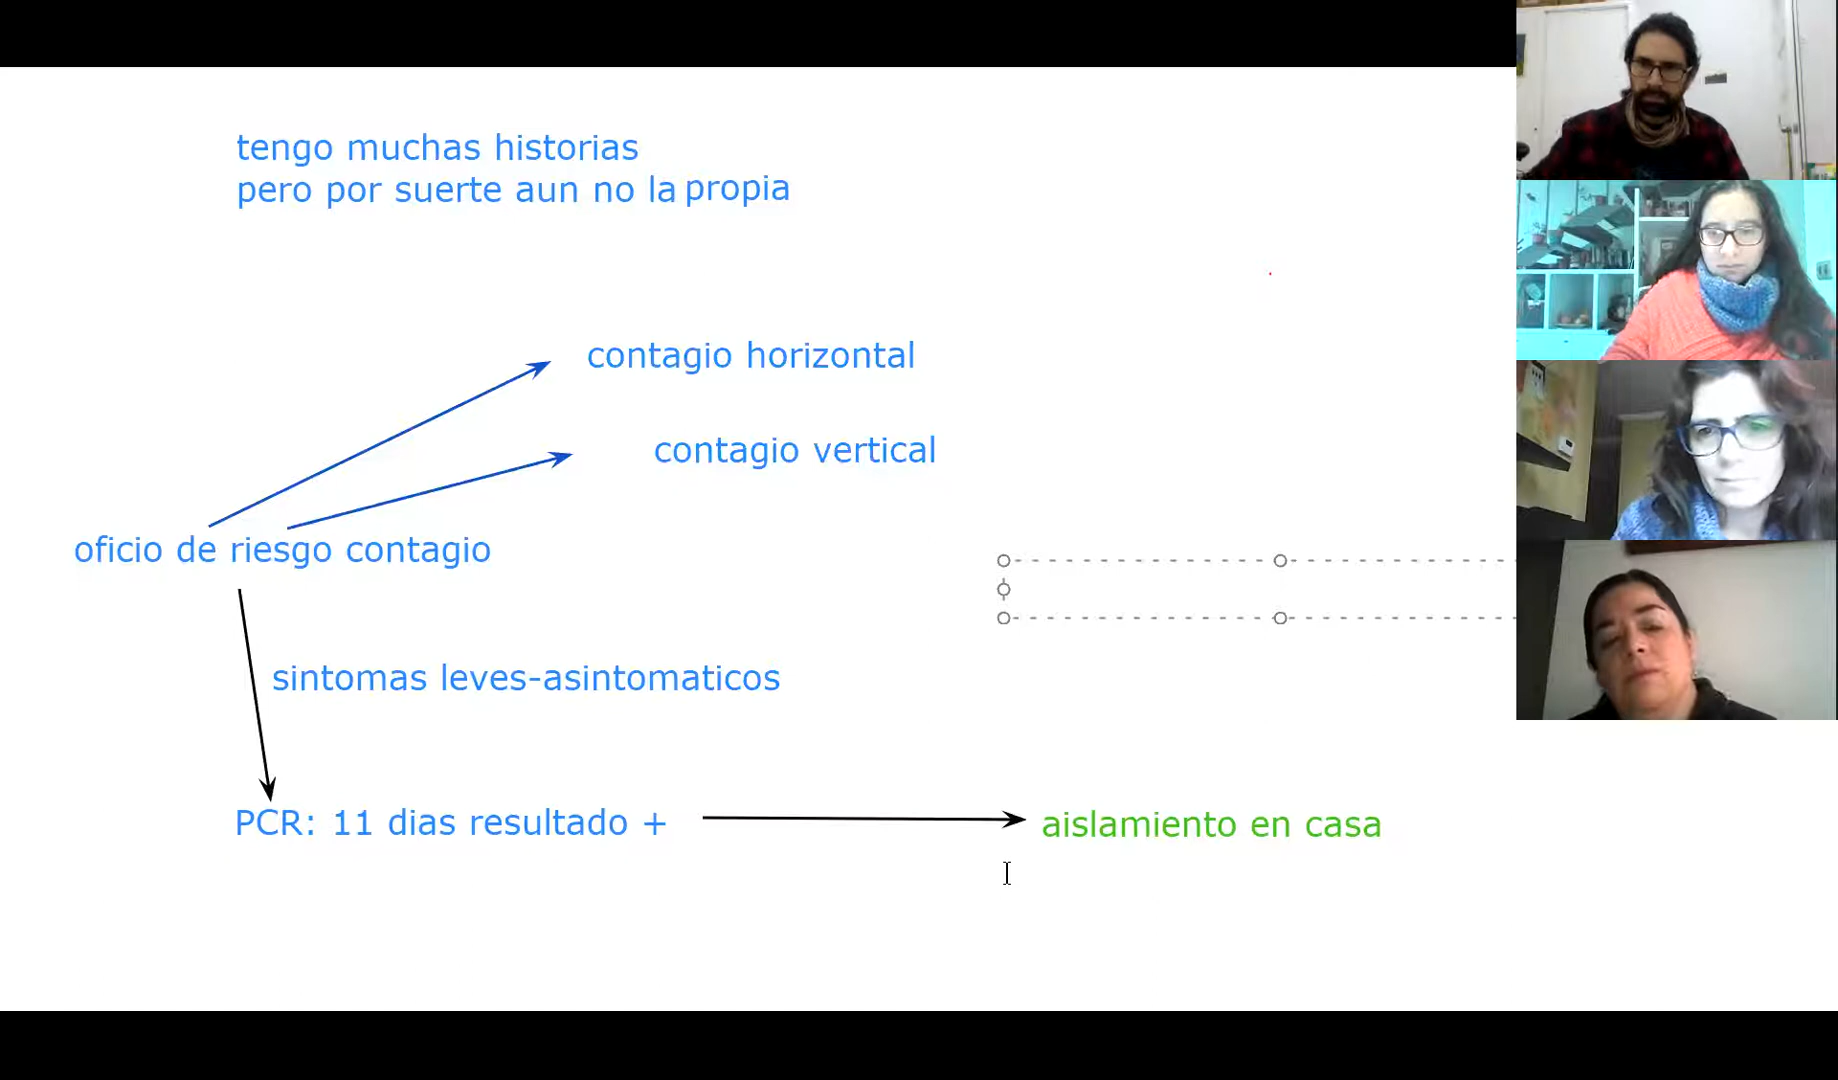 tengo muchas historias
pero por suerte aun no la propia
contagio horizontal
contagio vertical
oficio de riesgo contagio
sintomas leves-asintomaticos
PCR: 11 dias resultado +
aislamiento en casa